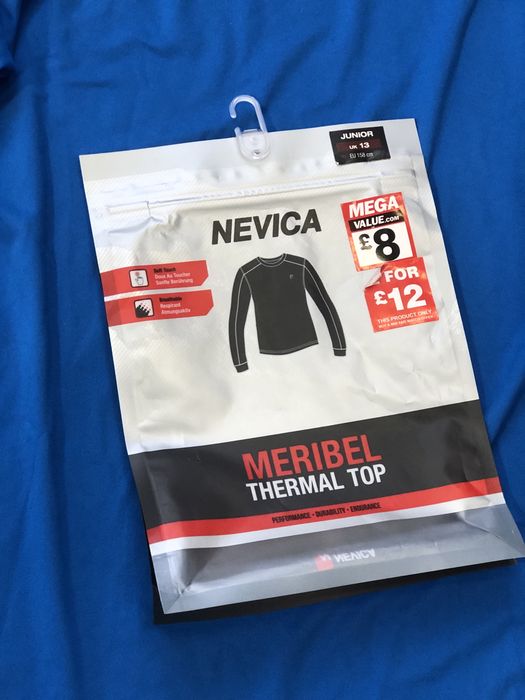 JUNIOR
UK 13
EU 158 cm
MEGA
VALUE.com
£8
NEVICA
FOR
£12
THIS PRODUCT ONLY
Soft Touch
Doux Au Toucher
Sanfte Berührung
Breathable
Respirant
Atmungsaktiv
MERIBEL
THERMAL TOP
PERFORMANCE - DURABILITY - ENDURANCE
NEVICA